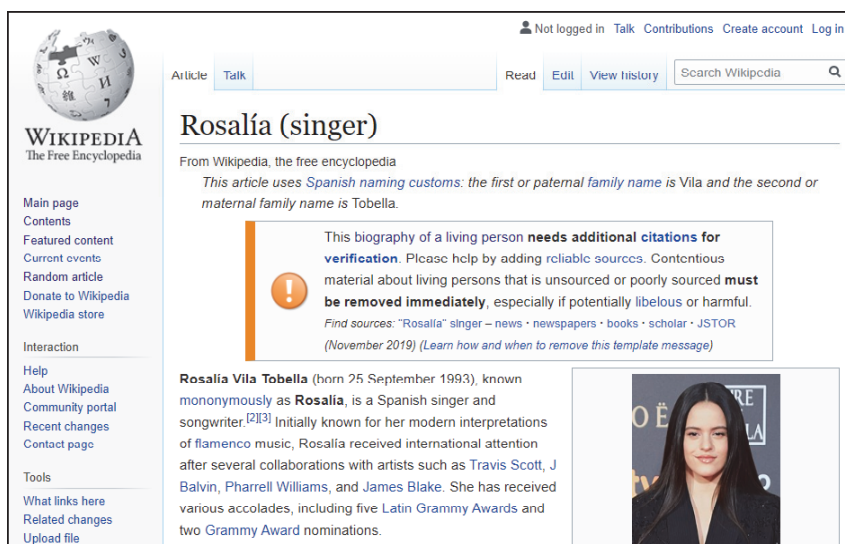 Not logged in Talk Contributions Create account Log in
Article Talk
Read Edit View history Search Wikipedia
WIKIPEDIA
The Free Encyclopedia
Main page
Contents
Featured content
Current events
Random article
Donate to Wikipedia
Wikipedia store
Interaction
Help
About Wikipedia
Community portal
Recent changes
Contact page
Tools
What links here
Related changes
Upload file
Rosalía (singer)
From Wikipedia, the free encyclopedia
This article uses Spanish naming customs: the first or paternal family name is Vila and the second or
maternal family name is Tobella.
This biography of a living person needs additional citations for
verification. Please help by adding reliable sources. Contentious
material about living persons that is unsourced or poorly sourced must
be removed immediately, especially if potentially libelous or harmful.
Find sources: "Rosalía" singer – news · newspapers · books · scholar · JSTOR
(November 2019) (Learn how and when to remove this template message)
Rosalía Vila Tobella (born 25 September 1993), known
mononymously as Rosalía, is a Spanish singer and
songwriter.[2][3] Initially known for her modern interpretations
of flamenco music, Rosalía received international attention
after several collaborations with artists such as Travis Scott, J
Balvin, Pharrell Williams, and James Blake. She has received
various accolades, including five Latin Grammy Awards and
two Grammy Award nominations.